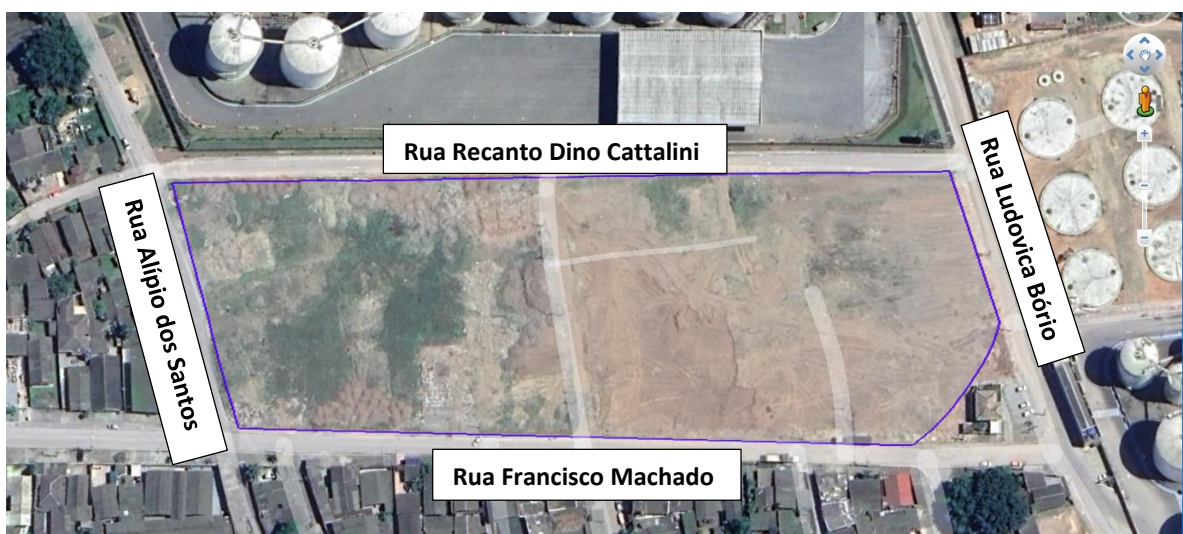 Rua Recanto Dino Cattalini
Rua Alípio dos Santos
Rua Ludovica Bório
Rua Francisco Machado